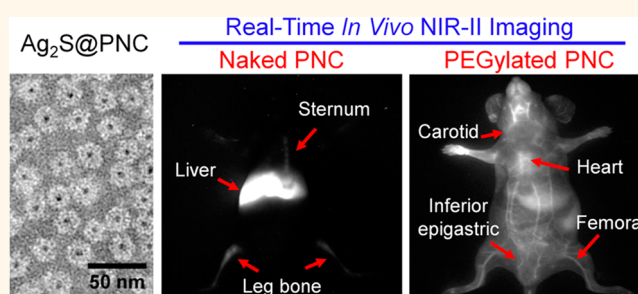 Real-Time In Vivo NIR-II Imaging
Ag₂S@PNC
Naked PNC
PEGylated PNC
50 nm
Sternum
Liver
Leg bone
Carotid
Heart
Inferior
epigastric
Femora